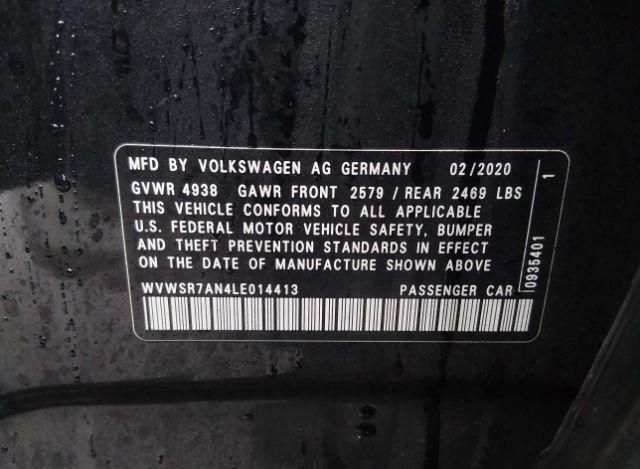 MFD BY VOLKSWAGEN AG GERMANY 02/2020
GVWR 4938 GAWR FRONT 2579 / REAR 2469 LBS
THIS VEHICLE CONFORMS TO ALL APPLICABLE
U.S. FEDERAL MOTOR VEHICLE SAFETY, BUMPER
AND THEFT PREVENTION STANDARDS IN EFFECT
ON THE DATE OF MANUFACTURE SHOWN ABOVE
WVWSR7AN4LE014413 PASSENGER CAR
0935401 1